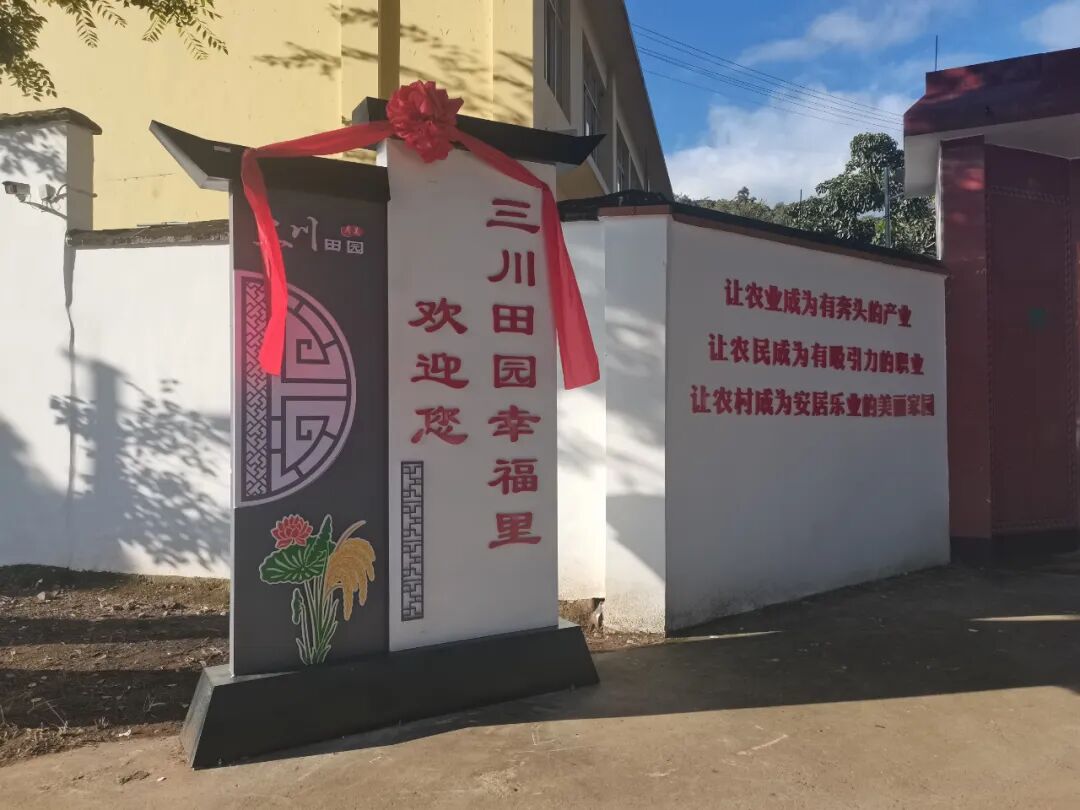 川田园
三川田园幸福里
欢迎您
让农业成为有奔头的产业
让农民成为有吸引力的职业
让农村成为安居乐业的美丽家园